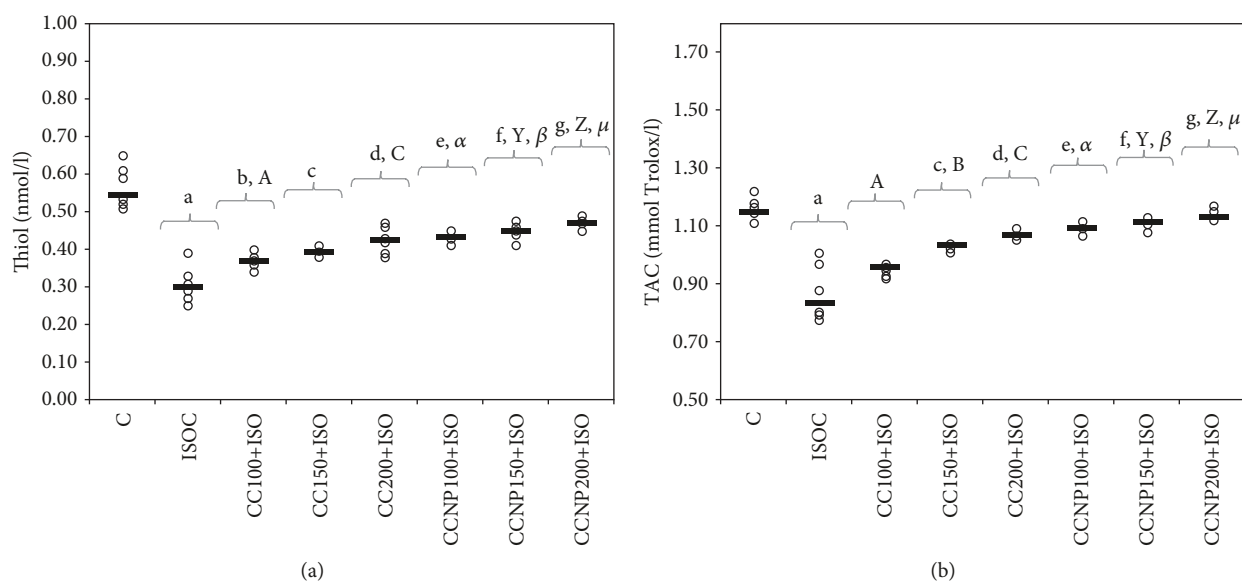 1.00
0.90
0.80
0.70
0.60
0.50
0.40
0.30
0.20
0.10
0.00
Thiol (nmol/l)
a
b, A
c
d, C
e, α
f, Y, β
g, Z, μ
C
ISOC
CC100+ISO
CC150+ISO
CC200+ISO
CCNP100+ISO
CCNP150+ISO
CCNP200+ISO
(a)
1.70
1.50
1.30
1.10
0.90
0.70
0.50
TAC (mmol Trolox/l)
a
A
c, B
d, C
e, α
f, Y, β
g, Z, μ
C
ISOC
CC100+ISO
CC150+ISO
CC200+ISO
CCNP100+ISO
CCNP150+ISO
CCNP200+ISO
(b)